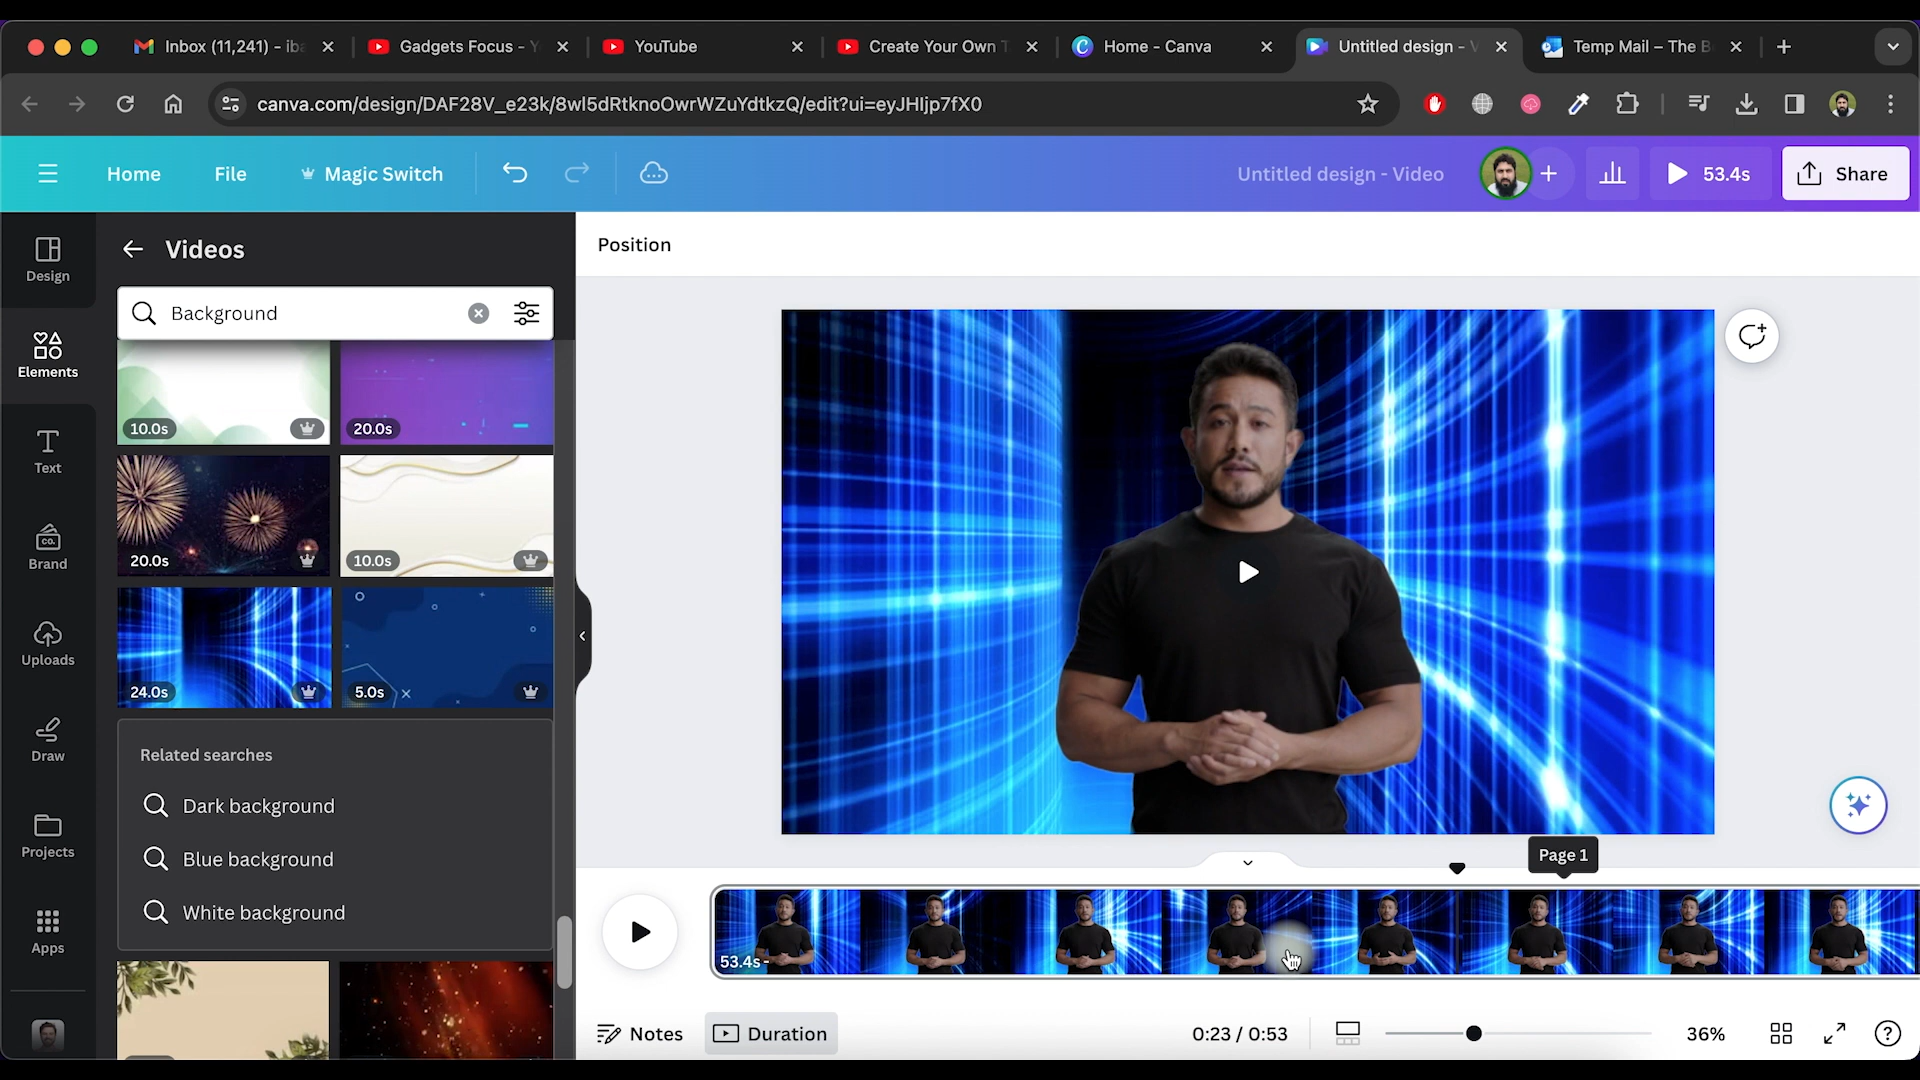 Inbox (11,241) - iba
Gadgets Focus - Y
YouTube
Create Your Own T
Home - Canva
Untitled design - V
Temp Mail – The B
canva.com/design/DAF28V_e23k/8wl5dRtknoOwrWZuYdtkzQ/edit?ui=eyJHIjp7fX0
Home
File
Magic Switch
Untitled design - Video
53.4s
Share
Design
Elements
Text
Brand
Uploads
Draw
Projects
Apps
Videos
Background
10.0s
20.0s
20.0s
10.0s
24.0s
5.0s
Related searches
Dark background
Blue background
White background
Position
Page 1
53.4s
Notes
Duration
0:23 / 0:53
36%